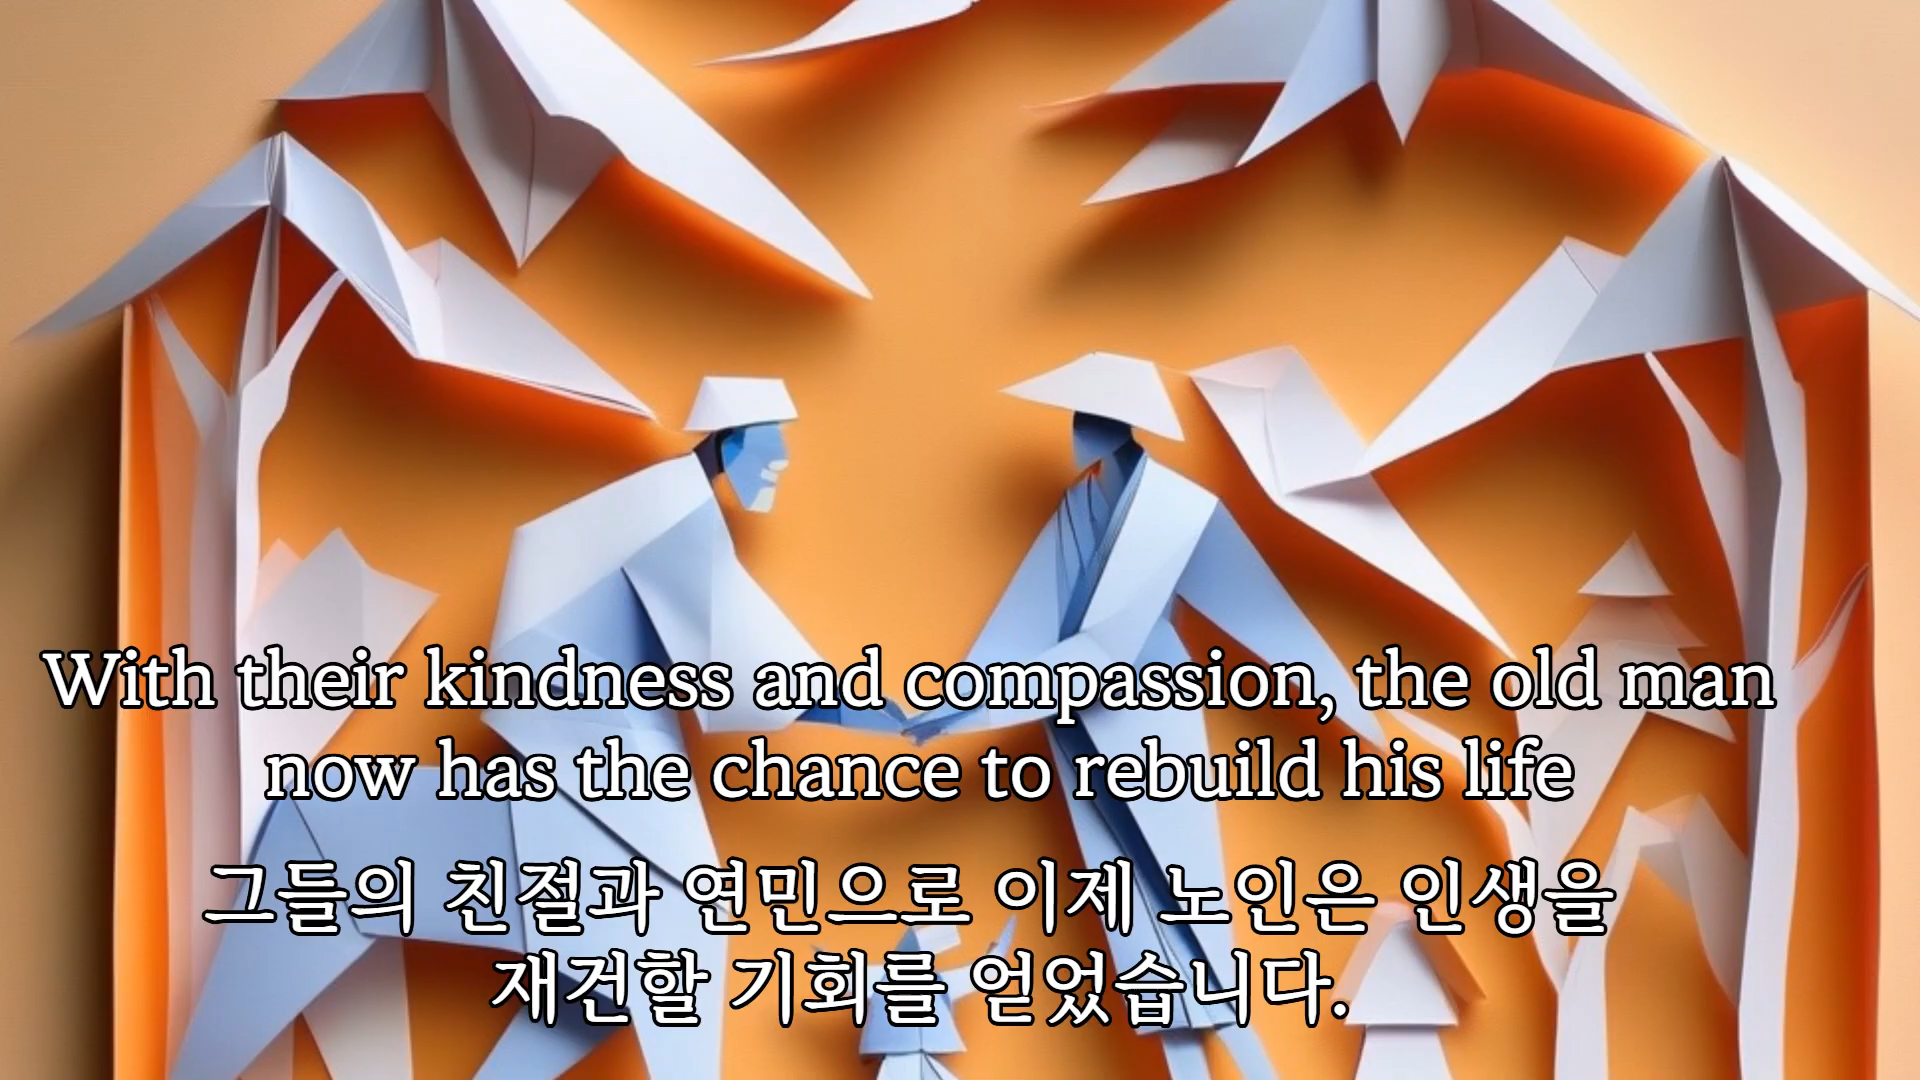 With their kindness and compassion, the old man
now has the chance to rebuild his life
그들의 친절과 연민으로 이제 노인은 인생을
재건할 기회를 얻었습니다.